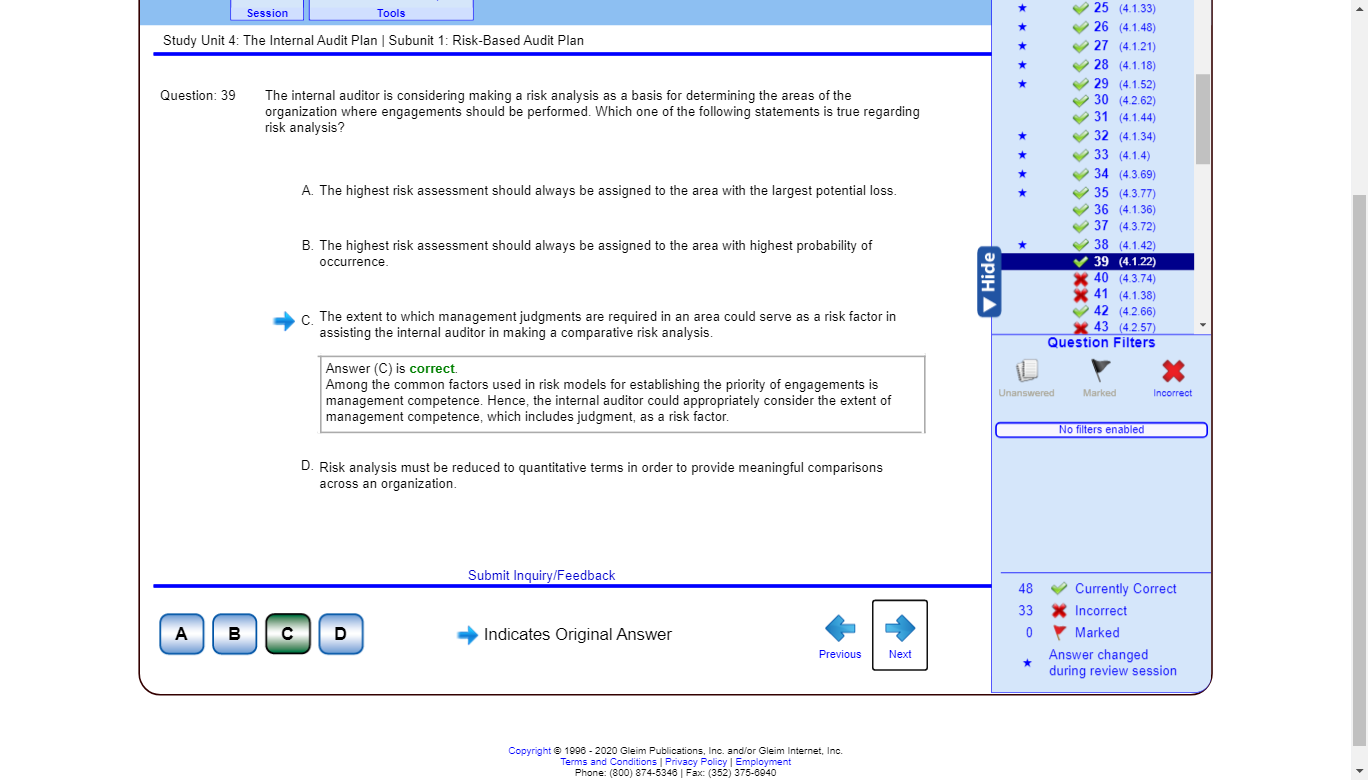 Session
Tools
Study Unit 4: The Internal Audit Plan | Subunit 1: Risk-Based Audit Plan
Question: 39
The internal auditor is considering making a risk analysis as a basis for determining the areas of the
organization where engagements should be performed. Which one of the following statements is true regarding
risk analysis?
A. The highest risk assessment should always be assigned to the area with the largest potential loss.
B. The highest risk assessment should always be assigned to the area with highest probability of
occurrence.
C. The extent to which management judgments are required in an area could serve as a risk factor in
assisting the internal auditor in making a comparative risk analysis.
Answer (C) is correct.
Among the common factors used in risk models for establishing the priority of engagements is
management competence. Hence, the internal auditor could appropriately consider the extent of
management competence, which includes judgment, as a risk factor.
D. Risk analysis must be reduced to quantitative terms in order to provide meaningful comparisons
across an organization.
Submit Inquiry/Feedback
A
B
C
D
Indicates Original Answer
Previous
Next
25 (4.1.33)
26 (4.1.48)
27 (4.1.21)
28 (4.1.18)
29 (4.1.52)
30 (4.2.62)
31 (4.1.44)
32 (4.1.34)
33 (4.1.4)
34 (4.3.69)
35 (4.3.77)
36 (4.1.36)
37 (4.3.72)
38 (4.1.42)
39 (4.1.22)
40 (4.3.74)
41 (4.1.38)
42 (4.2.66)
43 (4.2.57)
Hide
Question Filters
Unanswered
Marked
Incorrect
No filters enabled
48 Currently Correct
33 Incorrect
0 Marked
Answer changed
during review session
Copyright © 1996 - 2020 Gleim Publications, Inc. and/or Gleim Internet, Inc.
Terms and Conditions | Privacy Policy | Employment
Phone: (800) 874-5346 | Fax: (352) 375-6940